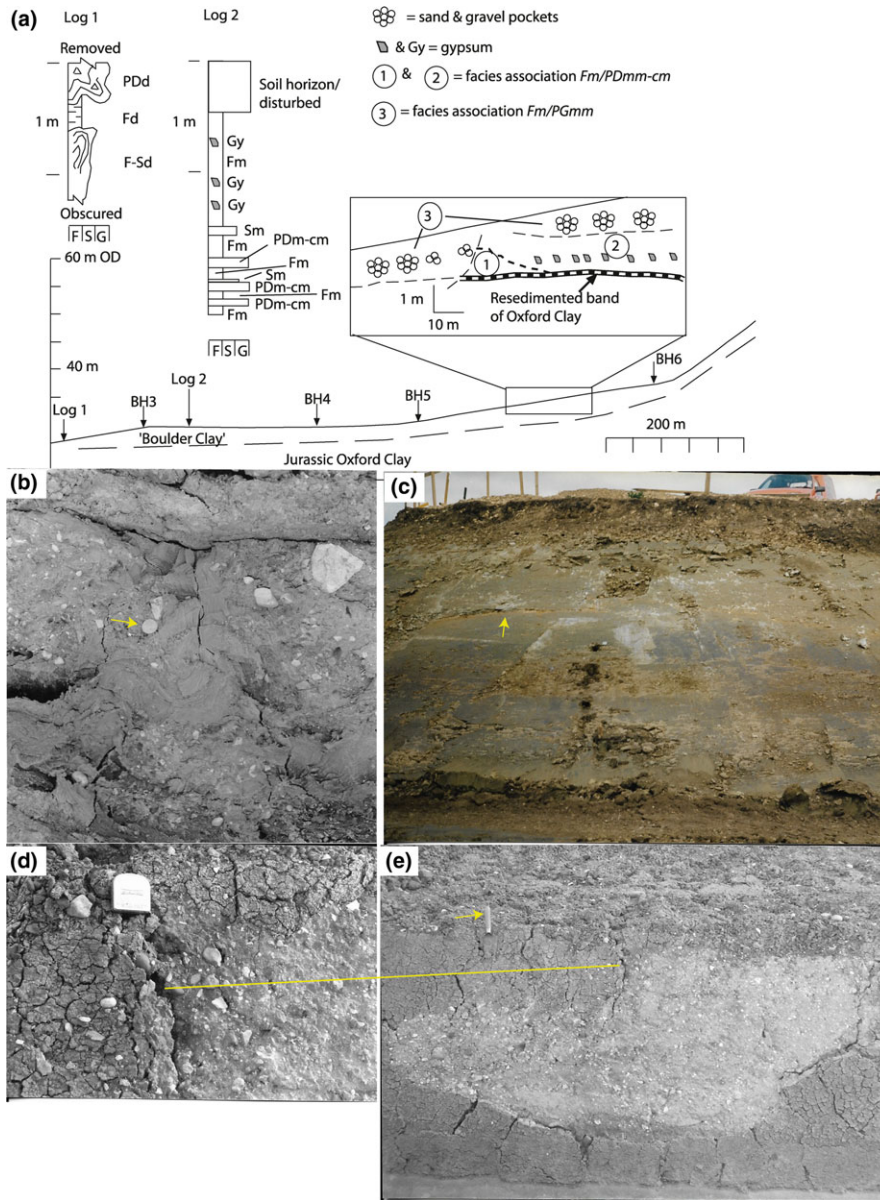 (a)
Log 1
Log 2
Removed
PDd
Fd
F-Sd
1 m
Obscured
F S G
1 m
Soil horizon/
disturbed
Gy
Fm
Gy
Gy
Sm
Fm
PDm-cm
Fm
Sm
PDm-cm
Fm
PDm-cm
Fm
F S G
= sand & gravel pockets
& Gy = gypsum
1 & 2 = facies association Fm/PDmm-cm
3 = facies association Fm/PGmm
3
2
1
1 m
10 m
Resedimented band
of Oxford Clay
60 m OD
40 m
Log 1
BH3
Log 2
BH4
BH5
BH6
'Boulder Clay'
Jurassic Oxford Clay
200 m
(b)
(c)
(d)
(e)